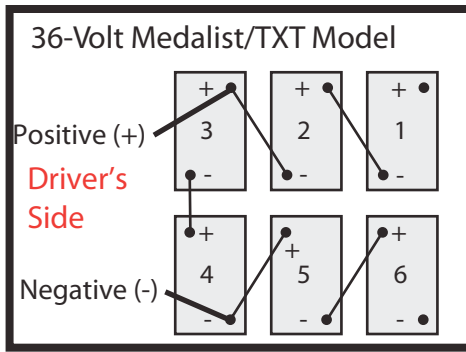 36-Volt Medalist/TXT Model
+ + +
3 2 1
Positive (+)
- - -
Driver's
Side
+ + +
4 5 6
Negative (-)
- - -